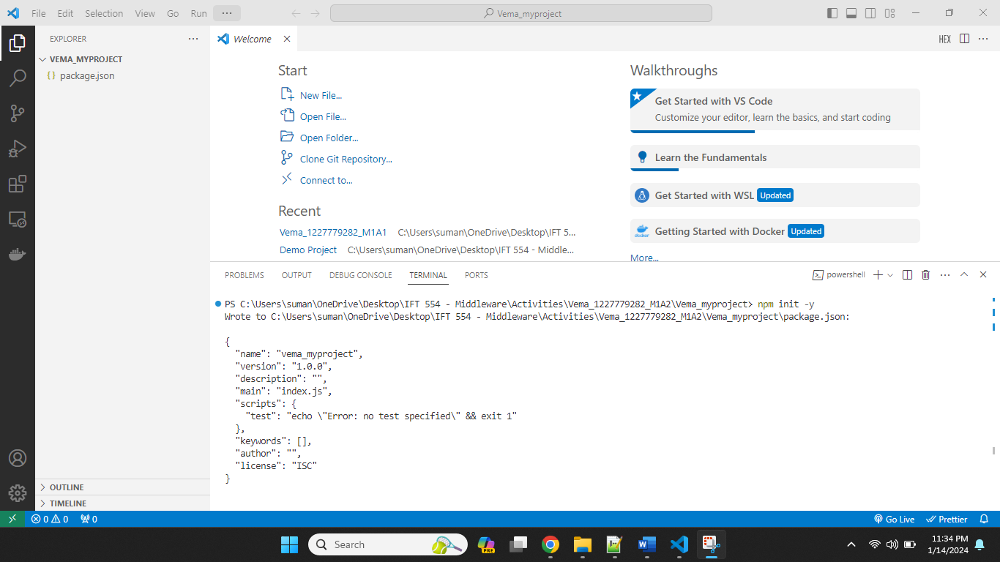 File Edit Selection View Go Run ··· Vema_myproject
EXPLORER ···
VEMA_MYPROJECT
{} package.json
OUTLINE
TIMELINE
Welcome
HEX ···
Start
New File...
Open File...
Open Folder...
Clone Git Repository...
Connect to...
Recent
Vema_1227779282_M1A1 C:\Users\suman\OneDrive\Desktop\IFT 5...
Demo Project C:\Users\suman\OneDrive\Desktop\IFT 554 - Middle...
Walkthroughs
Get Started with VS Code
Customize your editor, learn the basics, and start coding
Learn the Fundamentals
Get Started with WSL Updated
docker Getting Started with Docker Updated
More...
PROBLEMS OUTPUT DEBUG CONSOLE TERMINAL PORTS powershell ···
PS C:\Users\suman\OneDrive\Desktop\IFT 554 - Middleware\Activities\Vema_1227779282_M1A2\Vema_myproject> npm init -y
Wrote to C:\Users\suman\OneDrive\Desktop\IFT 554 - Middleware\Activities\Vema_1227779282_M1A2\Vema_myproject\package.json:
{
"name": "vema_myproject",
"version": "1.0.0",
"description": "",
"main": "index.js",
"scripts": {
"test": "echo \"Error: no test specified\" && exit 1"
},
"keywords": [],
"author": "",
"license": "ISC"
}
0 0 0 Go Live Prettier
Search PRE 11:34 PM
1/14/2024